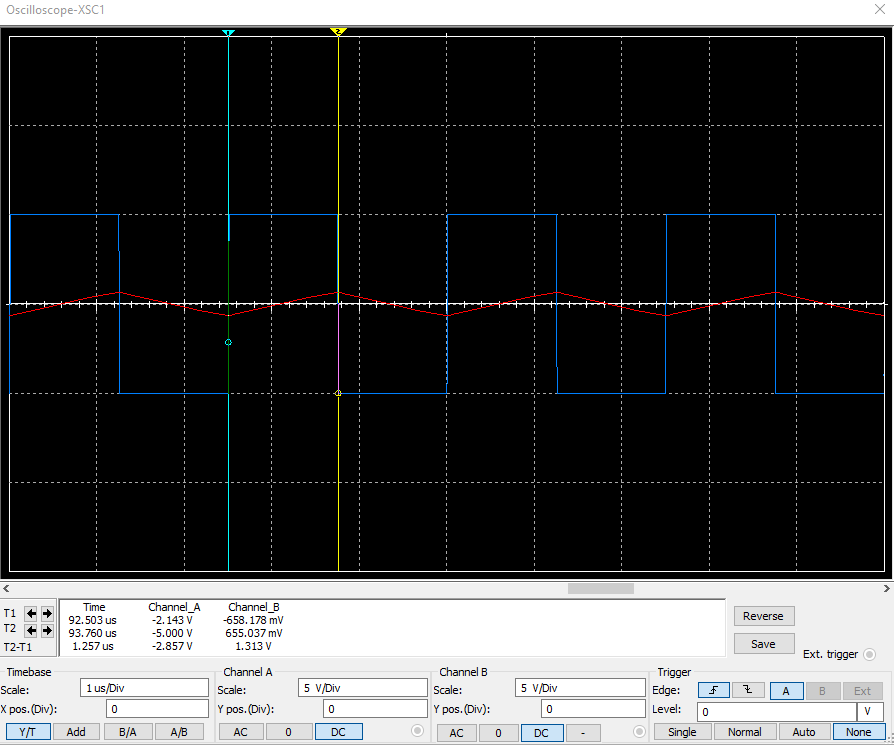 Oscilloscope-XSC1
1 2
Time Channel_A Channel_B
T1 92.503 us -2.143 V -658.178 mV
T2 93.760 us -5.000 V 655.037 mV
T2-T1 1.257 us -2.857 V 1.313 V
Reverse
Save
Ext. trigger
Timebase
Scale: 1 us/Div
X pos.(Div): 0
Y/T Add B/A A/B
Channel A
Scale: 5 V/Div
Y pos.(Div): 0
AC 0 DC
Channel B
Scale: 5 V/Div
Y pos.(Div): 0
AC 0 DC -
Trigger
Edge: A B Ext
Level: 0 V
Single Normal Auto None